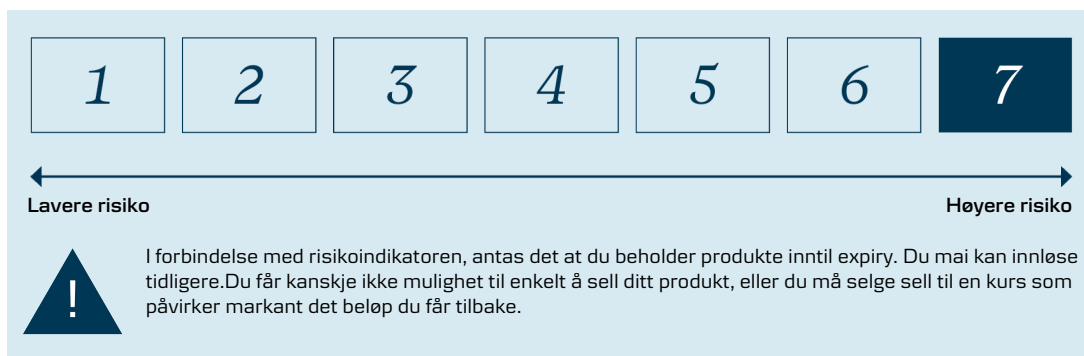 1 2 3 4 5 6 7
Lavere risiko Høyere risiko
I forbindelse med risikoindikatoren, antas det at du beholder produkte inntil expiry. Du mai kan innløse
tidligere.Du får kanskje ikke mulighet til enkelt å sell ditt produkt, eller du må selge sell til en kurs som
påvirker markant det beløp du får tilbake.
!